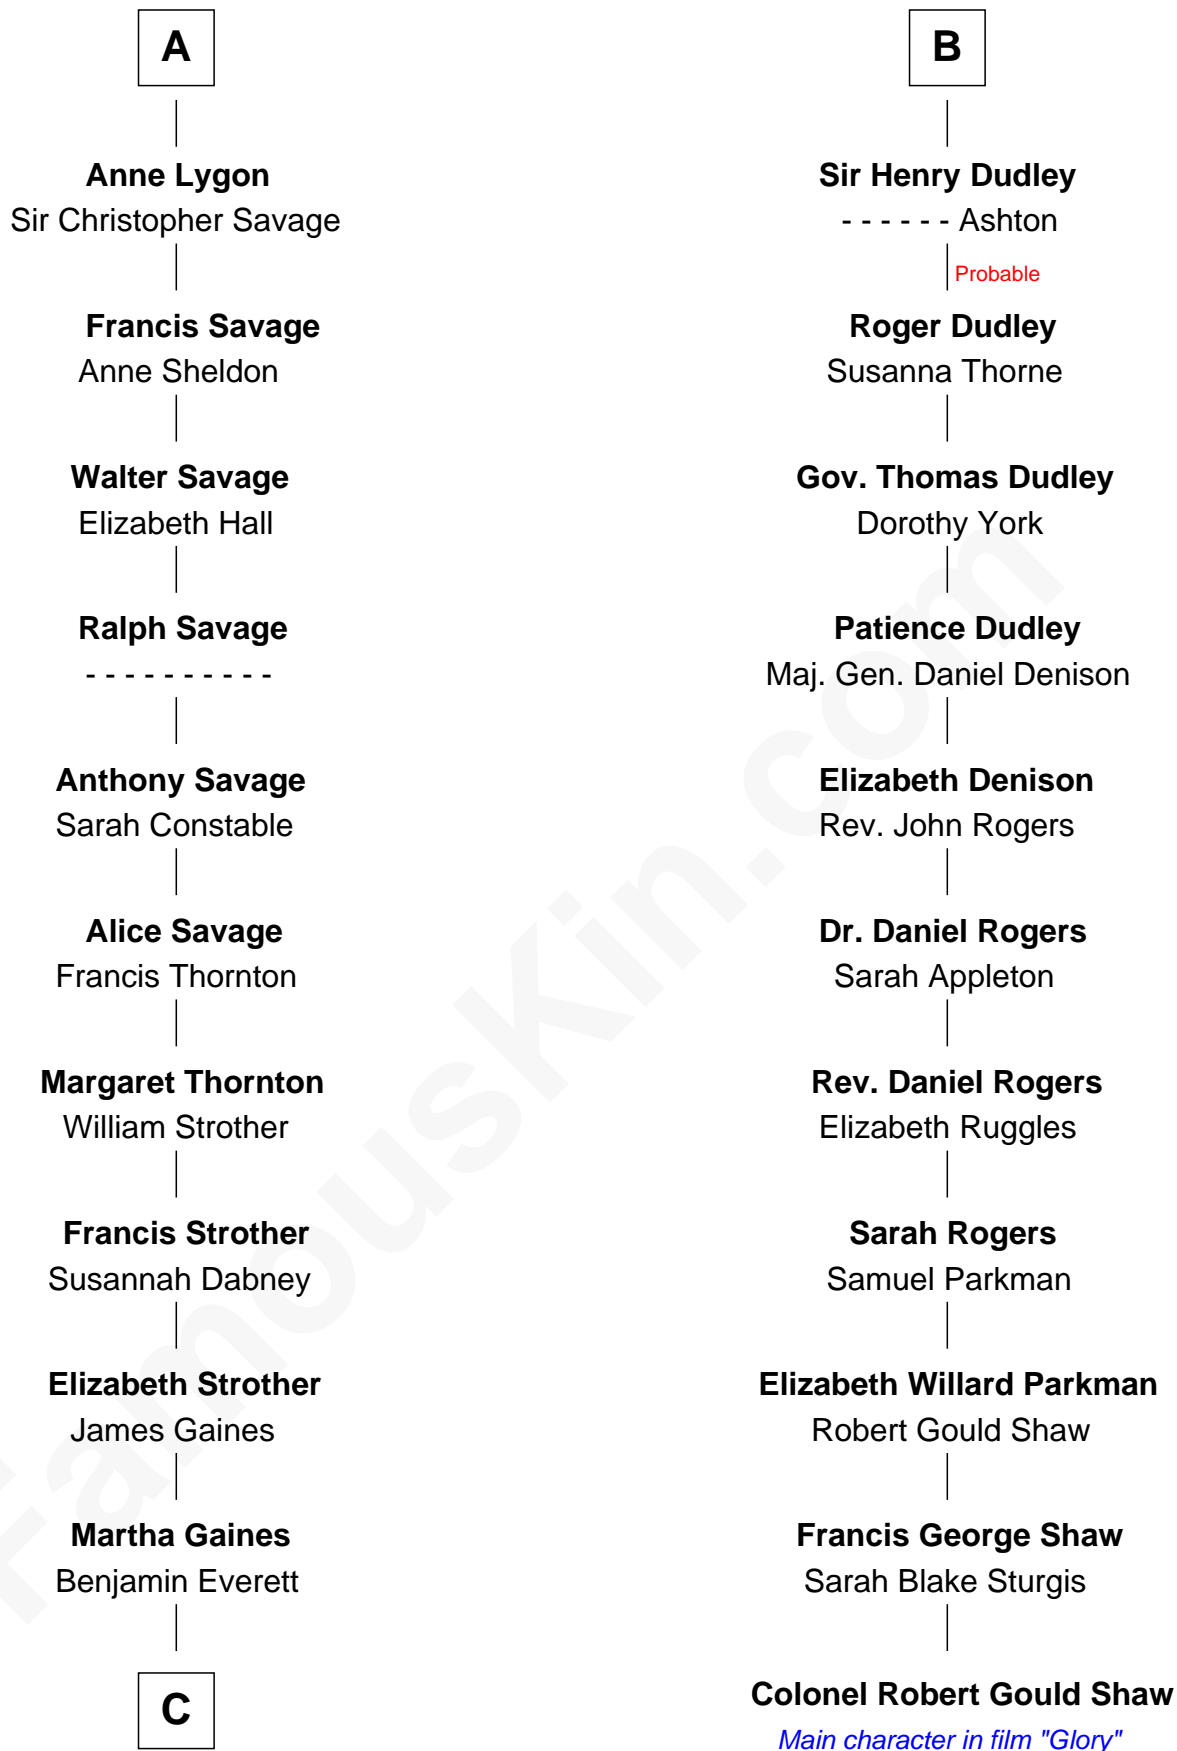 A
Anne Lygon
Sir Christopher Savage
Francis Savage
Anne Sheldon
Walter Savage
Elizabeth Hall
Ralph Savage
- - - - - - - - - -
Anthony Savage
Sarah Constable
Alice Savage
Francis Thornton
Margaret Thornton
William Strother
Francis Strother
Susannah Dabney
Elizabeth Strother
James Gaines
Martha Gaines
Benjamin Everett
C
B
Sir Henry Dudley
- - - - - - Ashton
Probable
Roger Dudley
Susanna Thorne
Gov. Thomas Dudley
Dorothy York
Patience Dudley
Maj. Gen. Daniel Denison
Elizabeth Denison
Rev. John Rogers
Dr. Daniel Rogers
Sarah Appleton
Rev. Daniel Rogers
Elizabeth Ruggles
Sarah Rogers
Samuel Parkman
Elizabeth Willard Parkman
Robert Gould Shaw
Francis George Shaw
Sarah Blake Sturgis
Colonel Robert Gould Shaw
Main character in film "Glory"
FamousKin.com